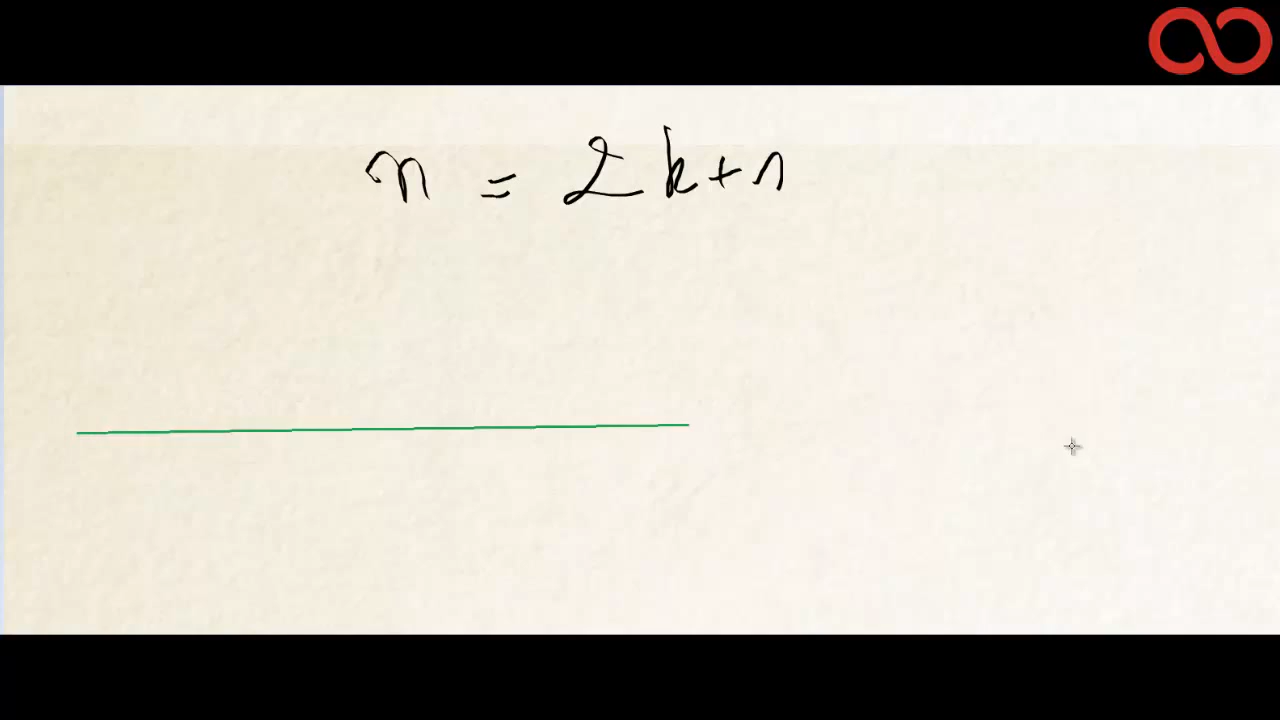 n = 2k+1